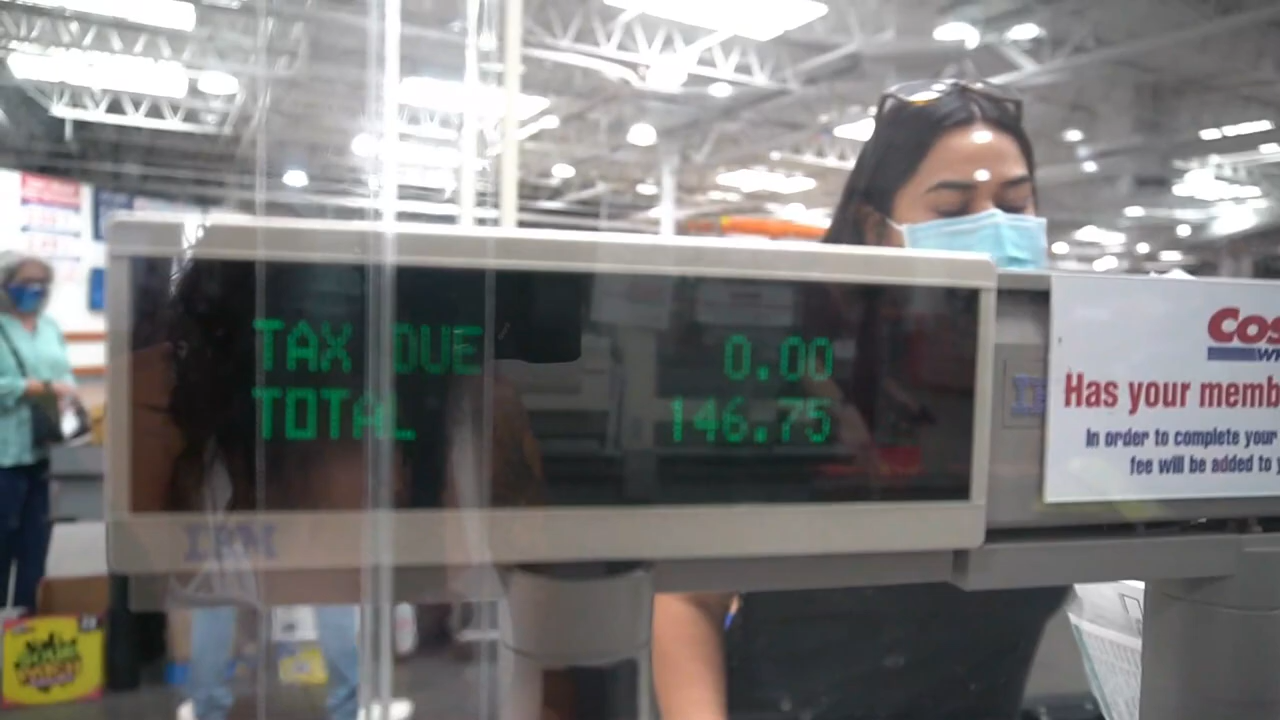 TAX DUE 0.00
TOTAL 146.75
IBM
Cos
Has your memb
In order to complete your
fee will be added to y